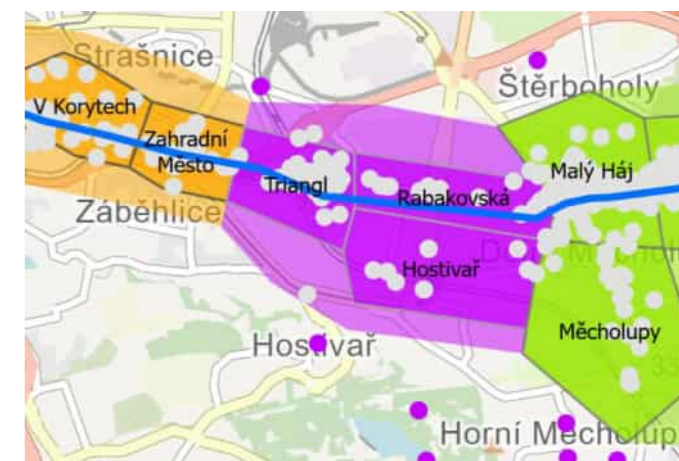 Strašnice
Štěrboholy
V Korytech
Zahradní
Město
Malý Háj
Triangl
Rabakovská
Záběhlice
Hostivař
Měcholupy
Hostivař
Horní Měcholup